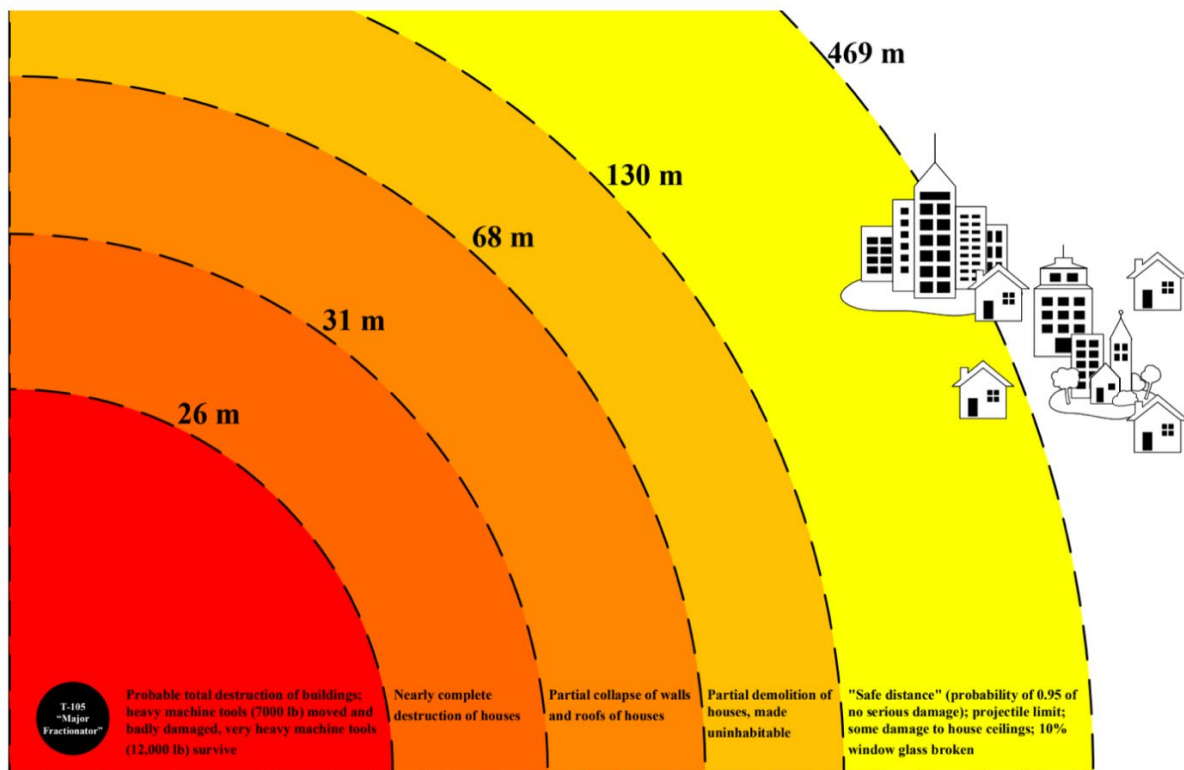 469 m
130 m
68 m
31 m
26 m
T-105
“Major
Fractionator”
Probable total destruction of buildings;
heavy machine tools (7000 lb) moved and
badly damaged, very heavy machine tools
(12,000 lb) survive
Nearly complete
destruction of houses
Partial collapse of walls
and roofs of houses
Partial demolition of
houses, made
uninhabitable
"Safe distance" (probability of 0.95 of
no serious damage); projectile limit;
some damage to house ceilings; 10%
window glass broken